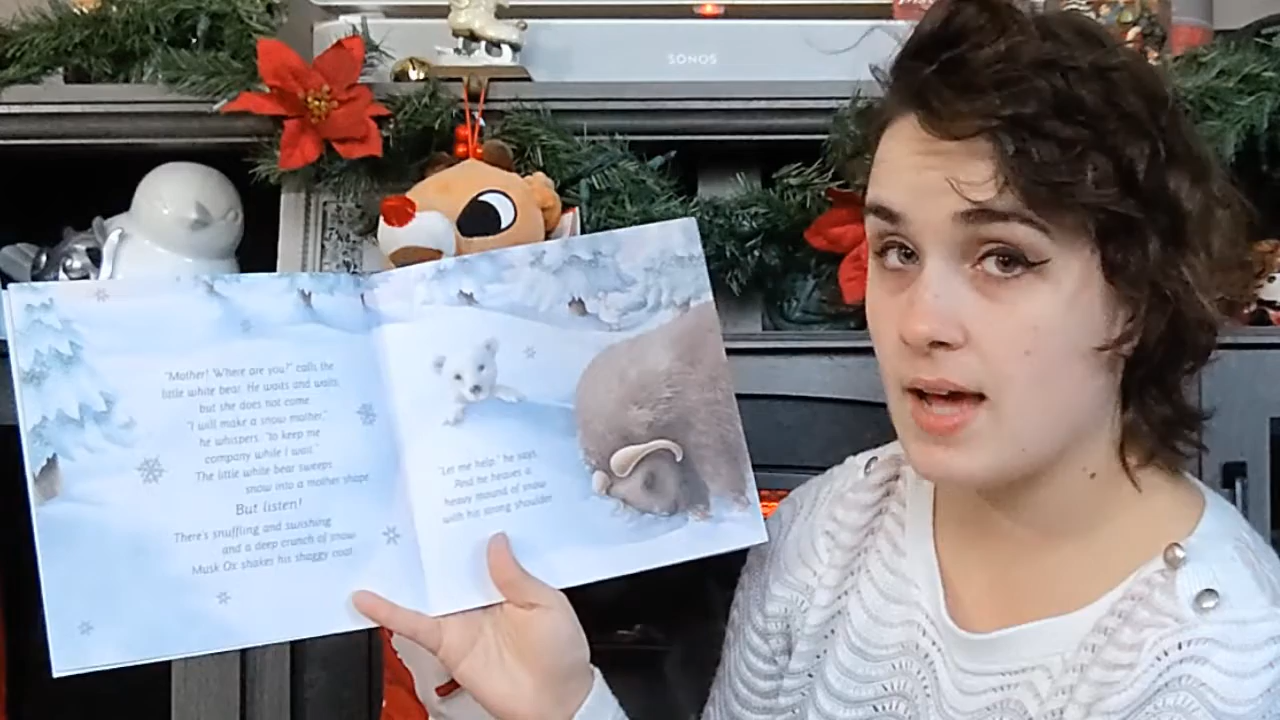 SONOS
"Mother! Where are you?" calls the
little white bear. He waits and waits
but she does not come.
"I will make a snow mother,"
he whispers, "to keep me
company while I wait."
The little white bear sweeps
snow into a mother shape.
But listen!
There's snuffling and swishing
and a deep crunch of snow.
Musk Ox shakes his shaggy coat.
"Let me help," he says.
And he heaves a
heavy mound of snow
with his strong shoulder.